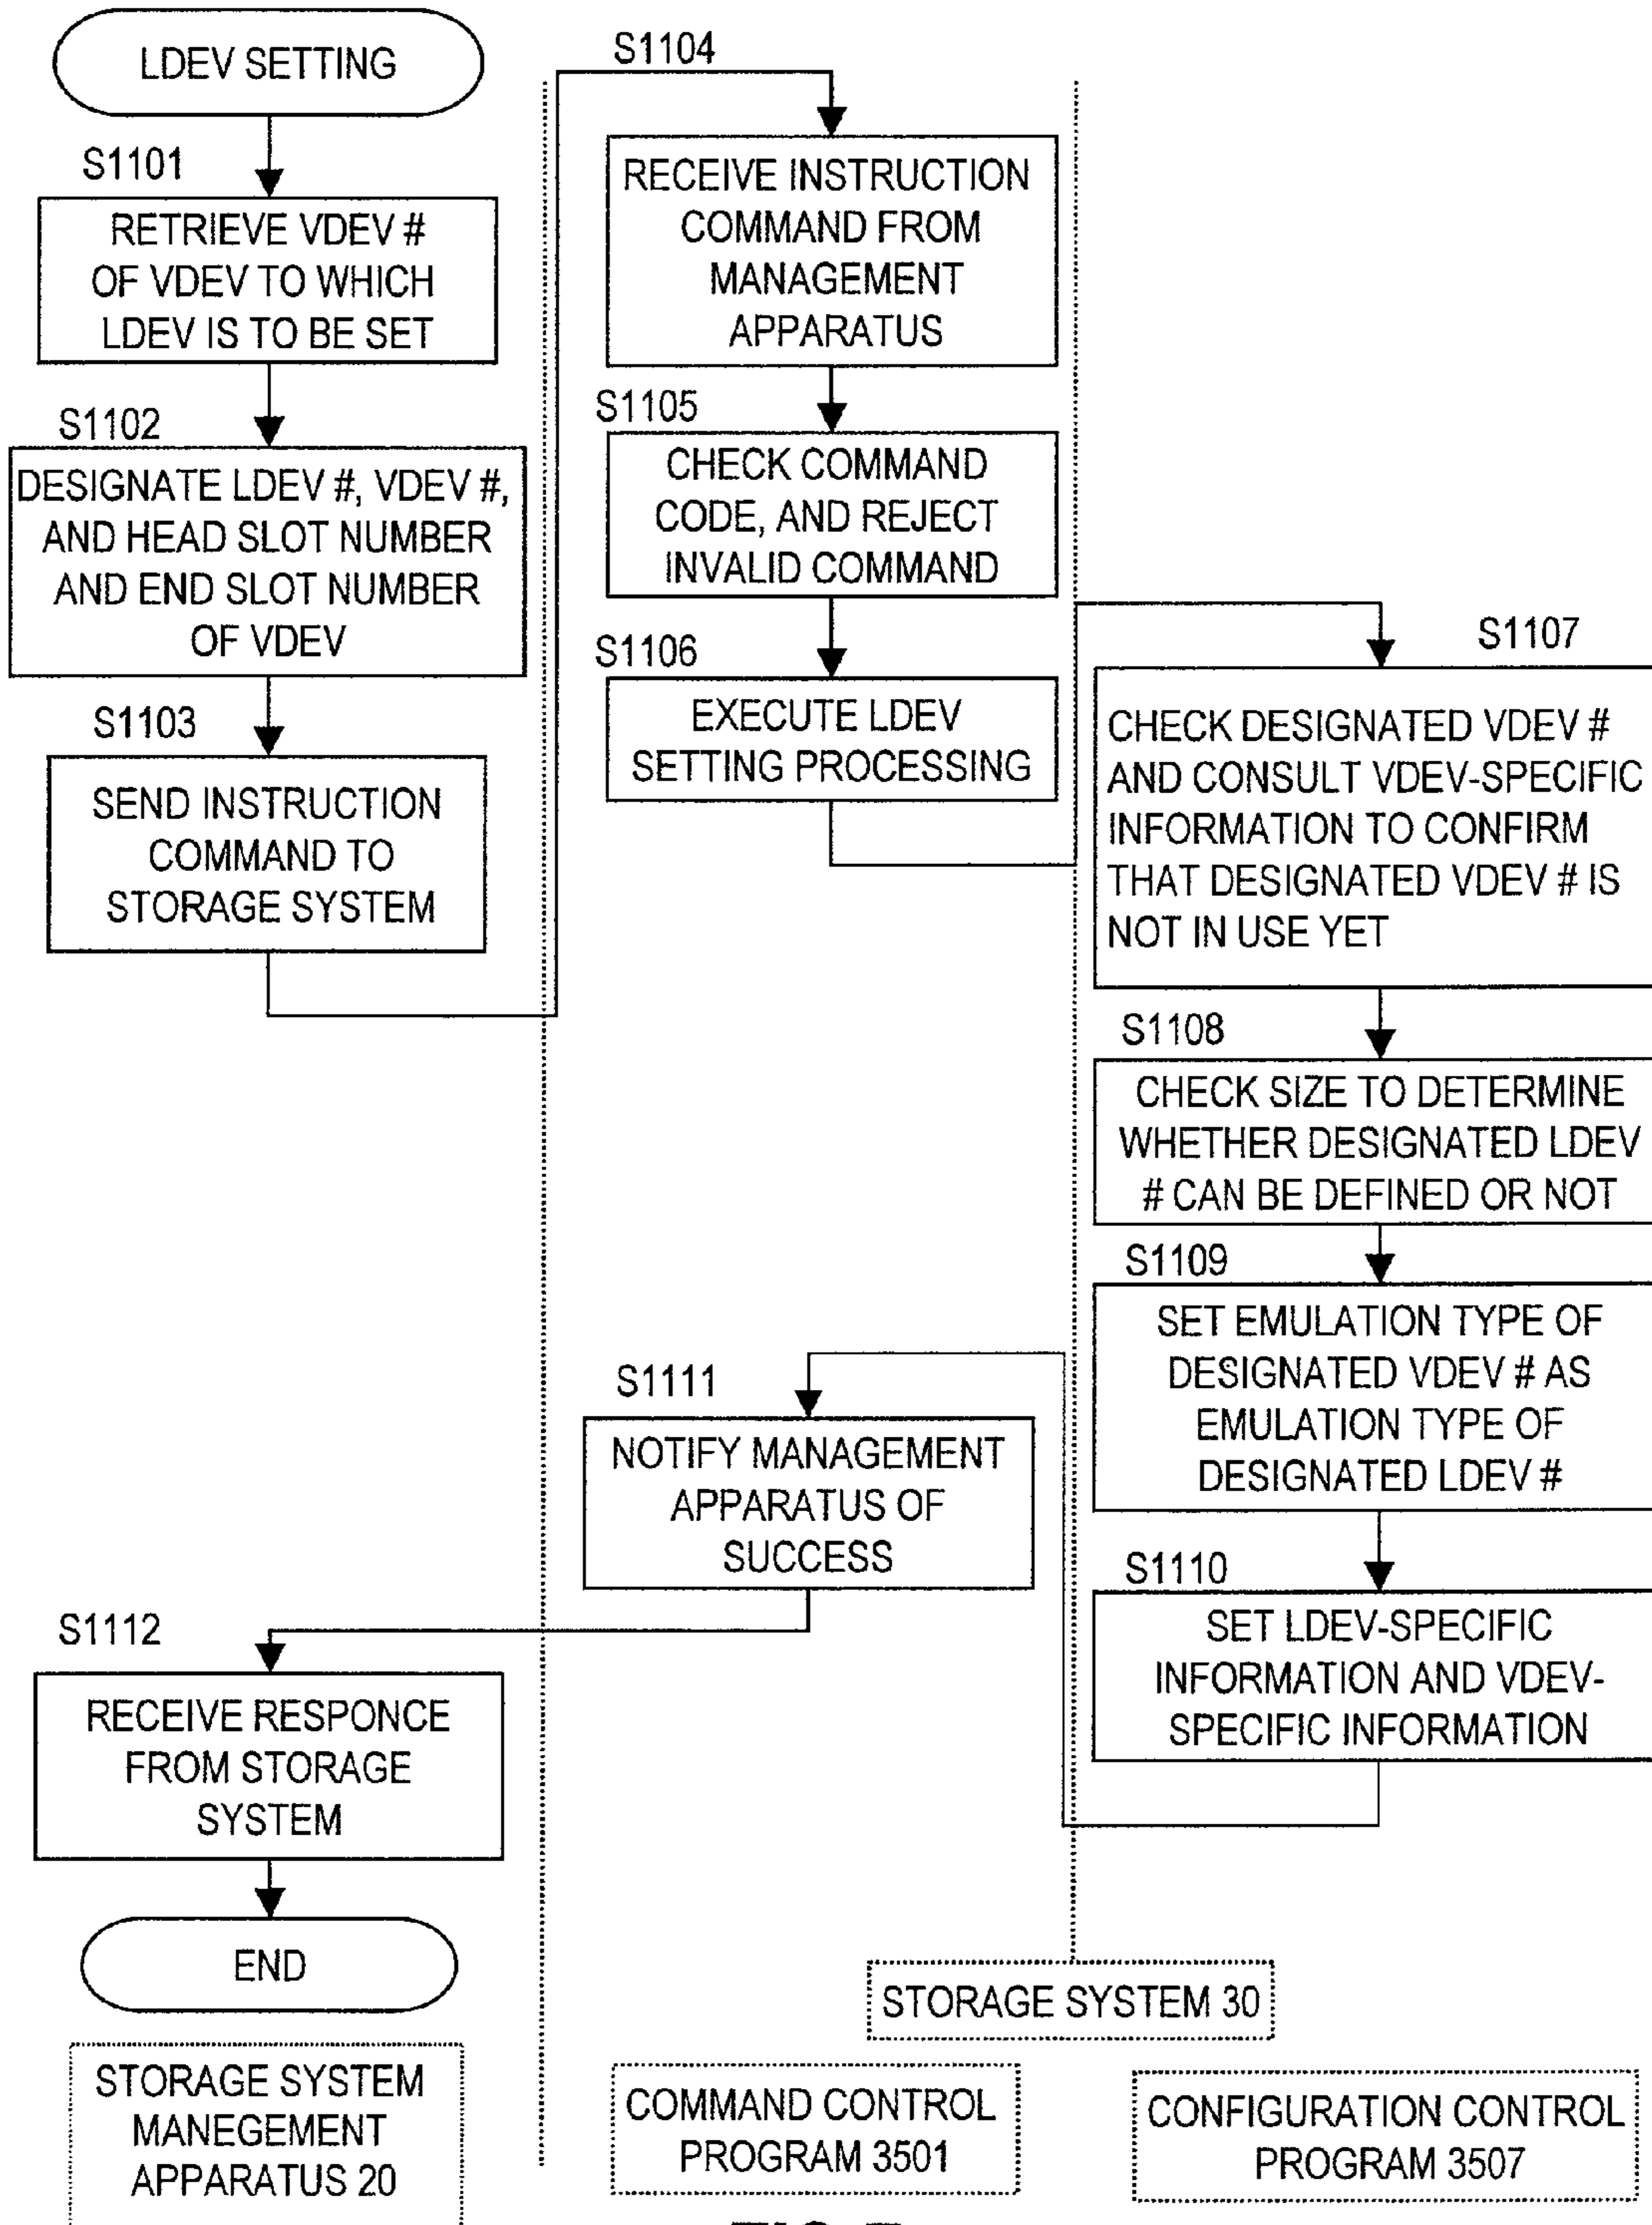 LDEV SETTING
S1101
RETRIEVE VDEV #
OF VDEV TO WHICH
LDEV IS TO BE SET
S1102
DESIGNATE LDEV #, VDEV #,
AND HEAD SLOT NUMBER
AND END SLOT NUMBER
OF VDEV
S1103
SEND INSTRUCTION
COMMAND TO
STORAGE SYSTEM
S1104
RECEIVE INSTRUCTION
COMMAND FROM
MANAGEMENT
APPARATUS
S1105
CHECK COMMAND
CODE, AND REJECT
INVALID COMMAND
S1106
EXECUTE LDEV
SETTING PROCESSING
S1107
CHECK DESIGNATED VDEV #
AND CONSULT VDEV-SPECIFIC
INFORMATION TO CONFIRM
THAT DESIGNATED VDEV # IS
NOT IN USE YET
S1108
CHECK SIZE TO DETERMINE
WHETHER DESIGNATED LDEV
# CAN BE DEFINED OR NOT
S1109
SET EMULATION TYPE OF
DESIGNATED VDEV # AS
EMULATION TYPE OF
DESIGNATED LDEV #
S1110
SET LDEV-SPECIFIC
INFORMATION AND VDEV-
SPECIFIC INFORMATION
S1111
NOTIFY MANAGEMENT
APPARATUS OF
SUCCESS
S1112
RECEIVE RESPONCE
FROM STORAGE
SYSTEM
END
STORAGE SYSTEM 30
STORAGE SYSTEM
MANEGEMENT
APPARATUS 20
COMMAND CONTROL
PROGRAM 3501
CONFIGURATION CONTROL
PROGRAM 3507